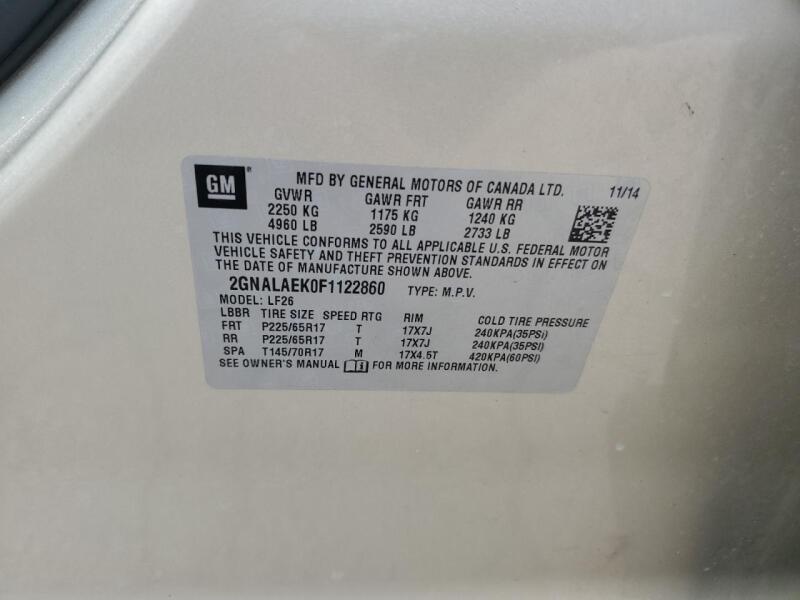 GM ® MFD BY GENERAL MOTORS OF CANADA LTD. 11/14
GVWR GAWR FRT GAWR RR
2250 KG 1175 KG 1240 KG
4960 LB 2590 LB 2733 LB
THIS VEHICLE CONFORMS TO ALL APPLICABLE U.S. FEDERAL MOTOR
VEHICLE SAFETY AND THEFT PREVENTION STANDARDS IN EFFECT ON
THE DATE OF MANUFACTURE SHOWN ABOVE.
2GNALAEK0F1122860 TYPE: M.P.V.
MODEL: LF26
LBBR TIRE SIZE SPEED RTG RIM COLD TIRE PRESSURE
FRT P225/65R17 T 17X7J 240KPA(35PSI)
RR P225/65R17 T 17X7J 240KPA(35PSI)
SPA T145/70R17 M 17X4.5T 420KPA(60PSI)
SEE OWNER'S MANUAL FOR MORE INFORMATION.